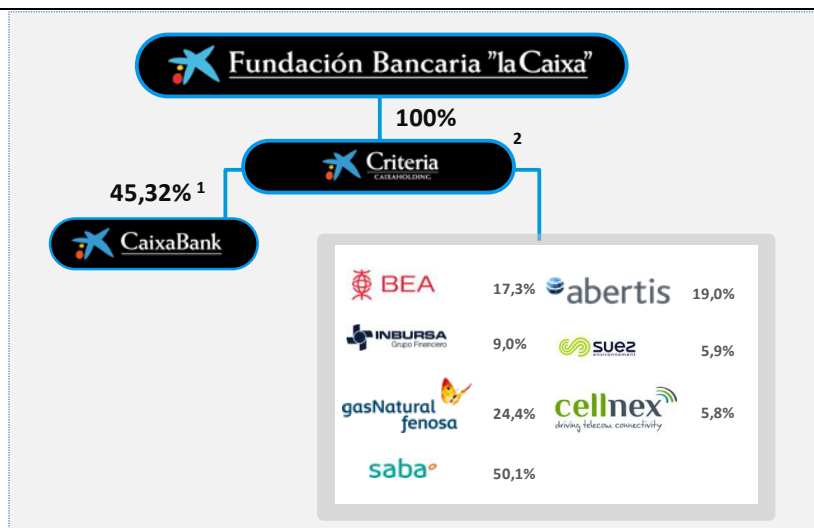 Fundación Bancaria ”la Caixa”
100%
Criteria
CAIXAHOLDING
2
45,32% 1
CaixaBank
BEA 17,3% abertis 19,0%
INBURSA
Grupo Financiero
9,0%
suez
environnement
5,9%
gasNatural
fenosa
24,4%
cellnex
driving telecom connectivity
5,8%
saba
50,1%